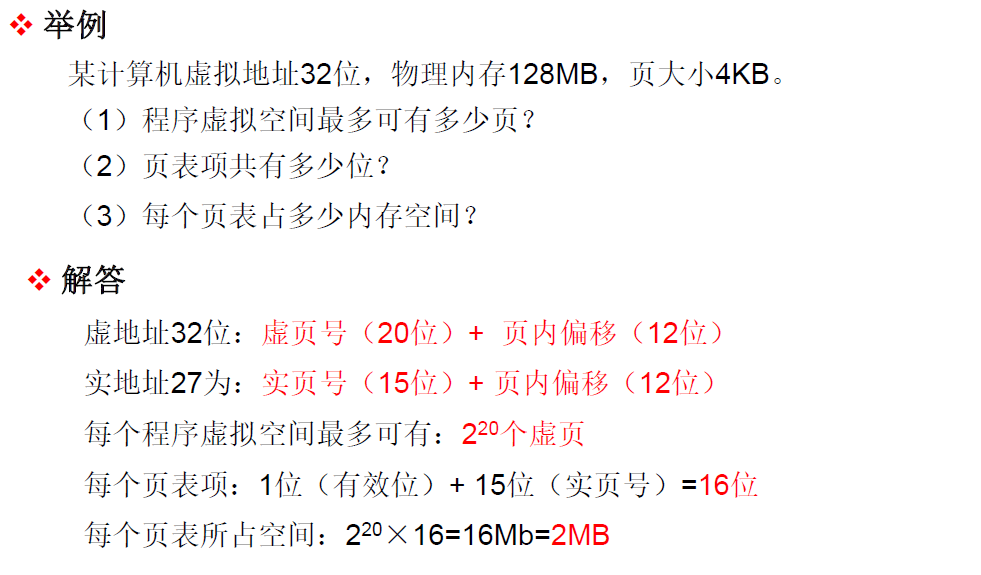 ❖ 举例
某计算机虚拟地址32位，物理内存128MB，页大小4KB。
（1）程序虚拟空间最多可有多少页？
（2）页表项共有多少位？
（3）每个页表占多少内存空间？
❖ 解答
虚地址32位：虚页号（20位）+ 页内偏移（12位）
实地址27为：实页号（15位）+ 页内偏移（12位）
每个程序虚拟空间最多可有：2²⁰个虚页
每个页表项：1位（有效位）+ 15位（实页号）=16位
每个页表所占空间：2²⁰×16=16Mb=2MB